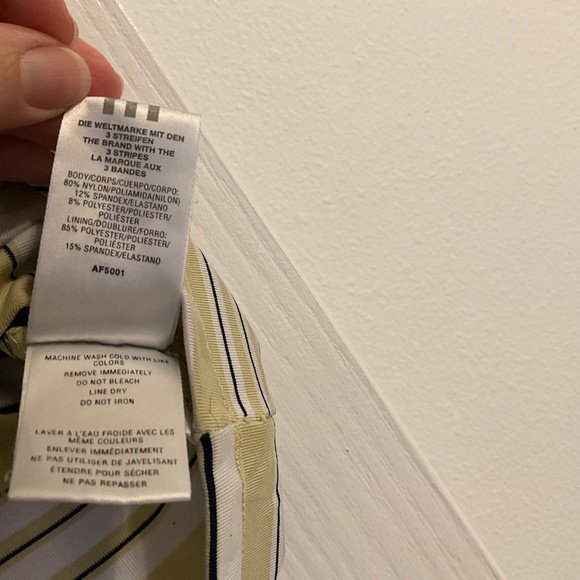 DIE WELTMARKE MIT DEN
3 STREIFEN
THE BRAND WITH THE
3 STRIPES
LA MARQUE AUX
3 BANDES
BODY/CORPS/CUERPO/CORPO:
80% NYLON/POLIAMIDA(NILON)
12% SPANDEX/ELASTANO
8% POLYESTER/POLIESTER/
POLIÉSTER
LINING/DOUBLURE/FORRO:
85% POLYESTER/POLIESTER/
POLIÉSTER
15% SPANDEX/ELASTANO
AF5001
MACHINE WASH COLD WITH LIKE
COLORS
REMOVE IMMEDIATELY
DO NOT BLEACH
LINE DRY
DO NOT IRON
LAVER À L'EAU FROIDE AVEC LES
MÊME COULEURS
ENLEVER IMMÉDIATEMENT
NE PAS UTILISER DE JAVELISANT
ÉTENDRE POUR SÉCHER
NE PAS REPASSER